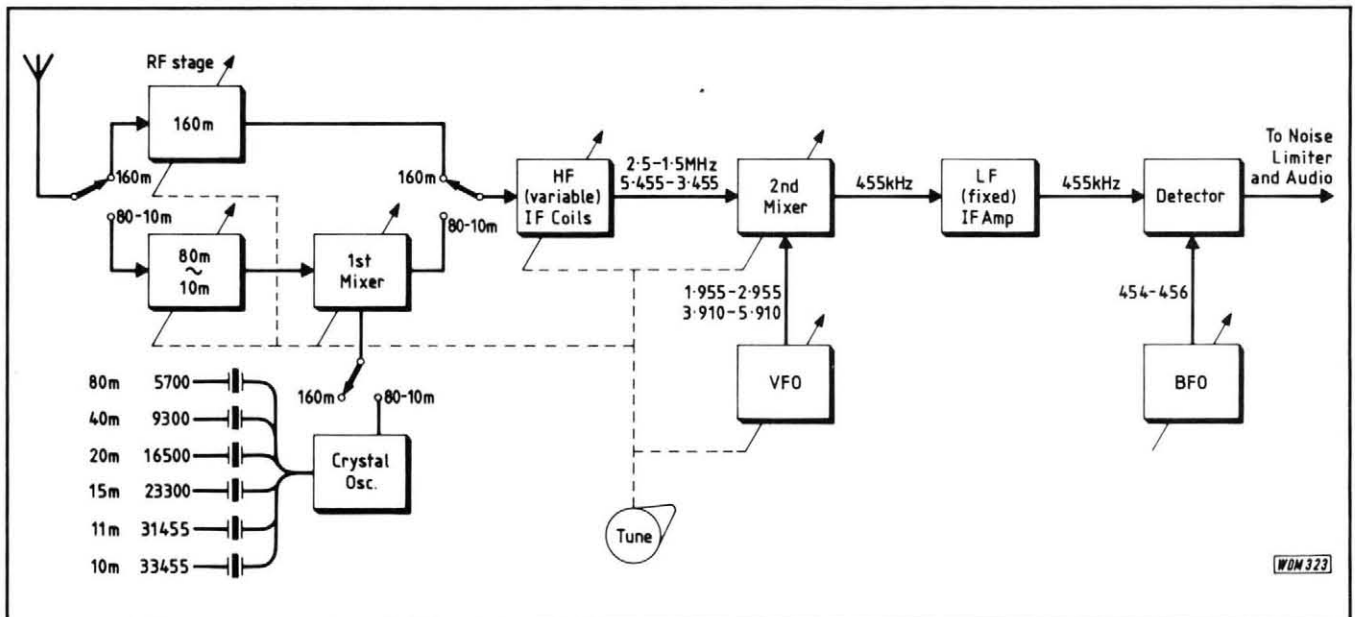 RF stage
160m
160m
80-10m
80m
~
10m
1st
Mixer
160m
80-10m
HF
(variable)
IF Coils
2·5-1·5MHz
5·455-3·455
2nd
Mixer
455kHz
LF
(fixed)
IF Amp
455kHz
Detector
To Noise
Limiter
and Audio
1·955-2·955
3·910-5·910
VFO
454-456
BFO
160m
80-10m
Crystal
Osc.
80m 5700
40m 9300
20m 16500
15m 23300
11m 31455
10m 33455
Tune
WDM323